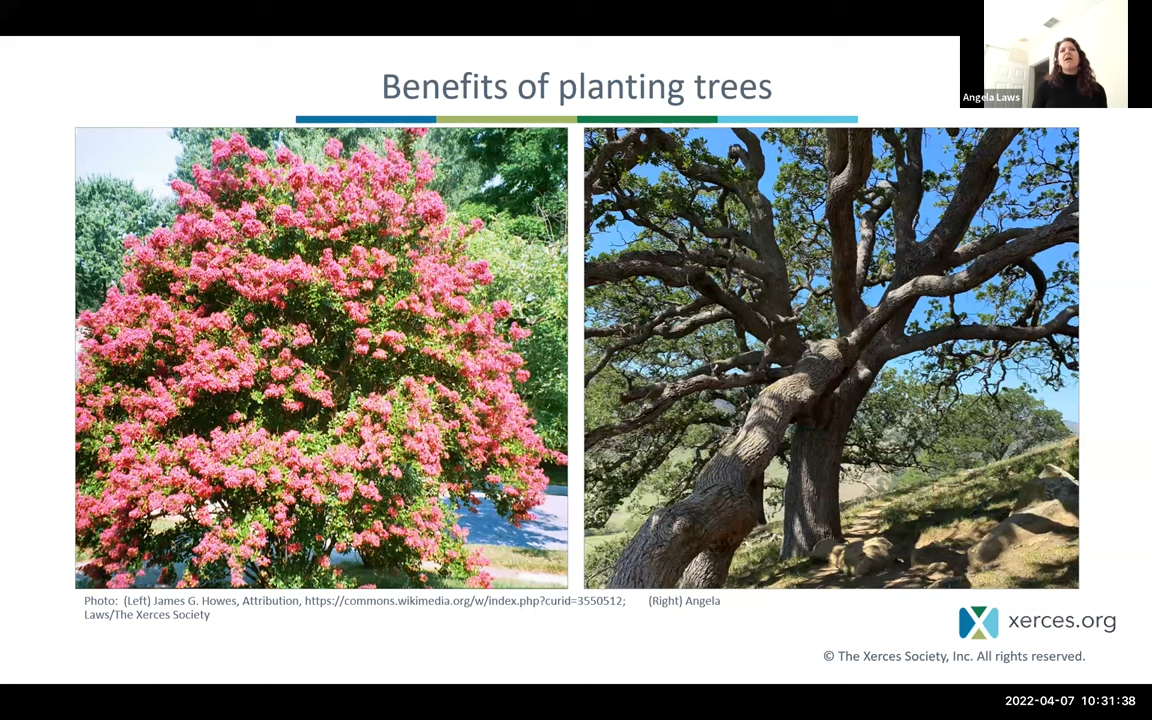 Angela Laws
Benefits of planting trees
Photo: (Left) James G. Howes, Attribution, https://commons.wikimedia.org/w/index.php?curid=3550512; (Right) Angela
Laws/The Xerces Society
xerces.org
© The Xerces Society, Inc. All rights reserved.
2022-04-07 10:31:38